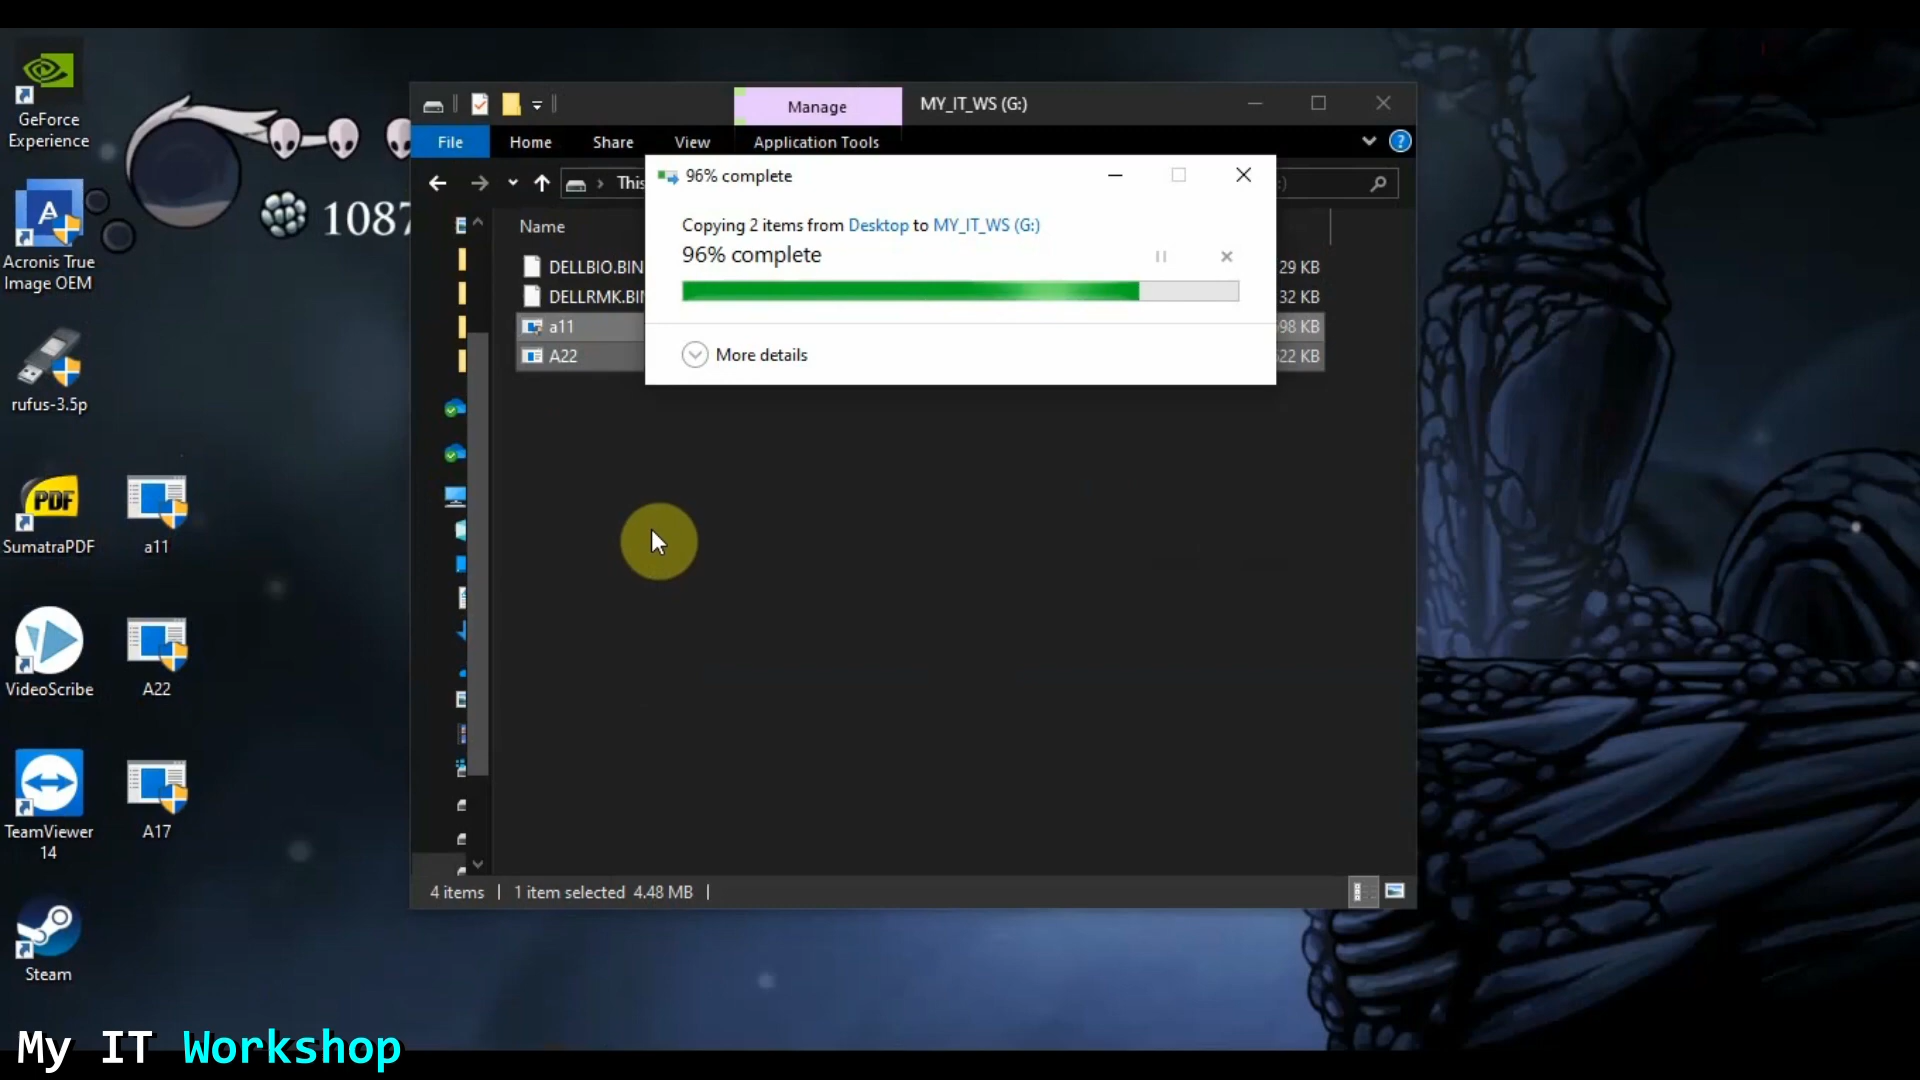 GeForce
Experience
Acronis True
Image OEM
rufus-3.5p
PDF
SumatraPDF
a11
VideoScribe
A22
TeamViewer
14
A17
Steam
1087
Manage
MY_IT_WS (G:)
File
Home
Share
View
Application Tools
This
Name
DELLBIO.BIN
29 KB
DELLRMK.BIN
32 KB
a11
98 KB
A22
622 KB
96% complete
Copying 2 items from Desktop to MY_IT_WS (G:)
96% complete
More details
4 items
1 item selected 4.48 MB
My IT Workshop